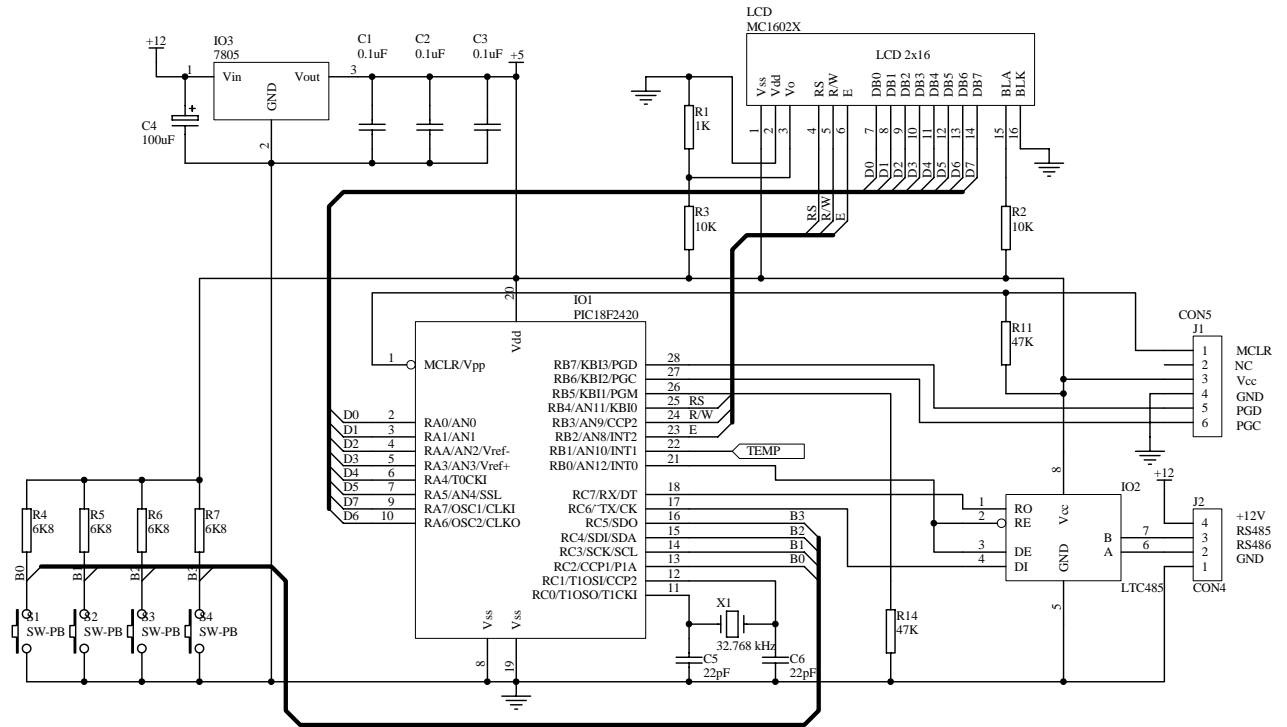 LCD
MC1602X
LCD 2x16
Vss
Vdd
Vo
RS
R/W
E
DB0
DB1
DB2
DB3
DB4
DB5
DB6
DB7
BLA
BLK
1
2
3
4
5
6
7
8
9
10
11
12
13
14
15
16
D0
D1
D2
D3
D4
D5
D6
D7
RS
R/W
E
+12
IO3
7805
1
Vin
Vout
3
GND
2
C4
100uF
+
C1
0.1uF
C2
0.1uF
C3
0.1uF
+5
R1
1K
R3
10K
R2
10K
R11
47K
IO1
PIC18F2420
20
Vdd
1
MCLR/Vpp
D0 2 RA0/AN0
D1 3 RA1/AN1
D2 4 RAA/AN2/Vref-
D3 5 RA3/AN3/Vref+
D4 6 RA4/T0CKI
D5 7 RA5/AN4/SSL
D7 9 RA7/OSC1/CLKI
D6 10 RA6/OSC2/CLKO
RB7/KBI3/PGD 28
RB6/KBI2/PGC 27
RB5/KBI1/PGM 26
RB4/AN11/KBI0 25 RS
RB3/AN9/CCP2 24 R/W
RB2/AN8/INT2 23 E
RB1/AN10/INT1 22 TEMP
RB0/AN12/INT0 21
RC7/RX/DT 18
RC6/~TX/CK 17
RC5/SDO 16 B3
RC4/SDI/SDA 15 B2
RC3/SCK/SCL 14 B1
RC2/CCP1/P1A 13 B0
RC1/T1OSI/CCP2 12
RC0/T1OSO/T1CKI 11
Vss
Vss
8
19
X1
32.768 kHz
C5
22pF
C6
22pF
R14
47K
CON5
J1
1 MCLR
2 NC
3 Vcc
4 GND
5 PGD
6 PGC
IO2
8
Vcc
1 RO
2 RE
3 DE
4 DI
B 7
A 6
GND
5
LTC485
+12
J2
4 +12V
3 RS485
2 RS486
1 GND
CON4
R4
6K8
R5
6K8
R6
6K8
R7
6K8
B0
B1
B2
B3
S1
SW-PB
S2
SW-PB
S3
SW-PB
S4
SW-PB